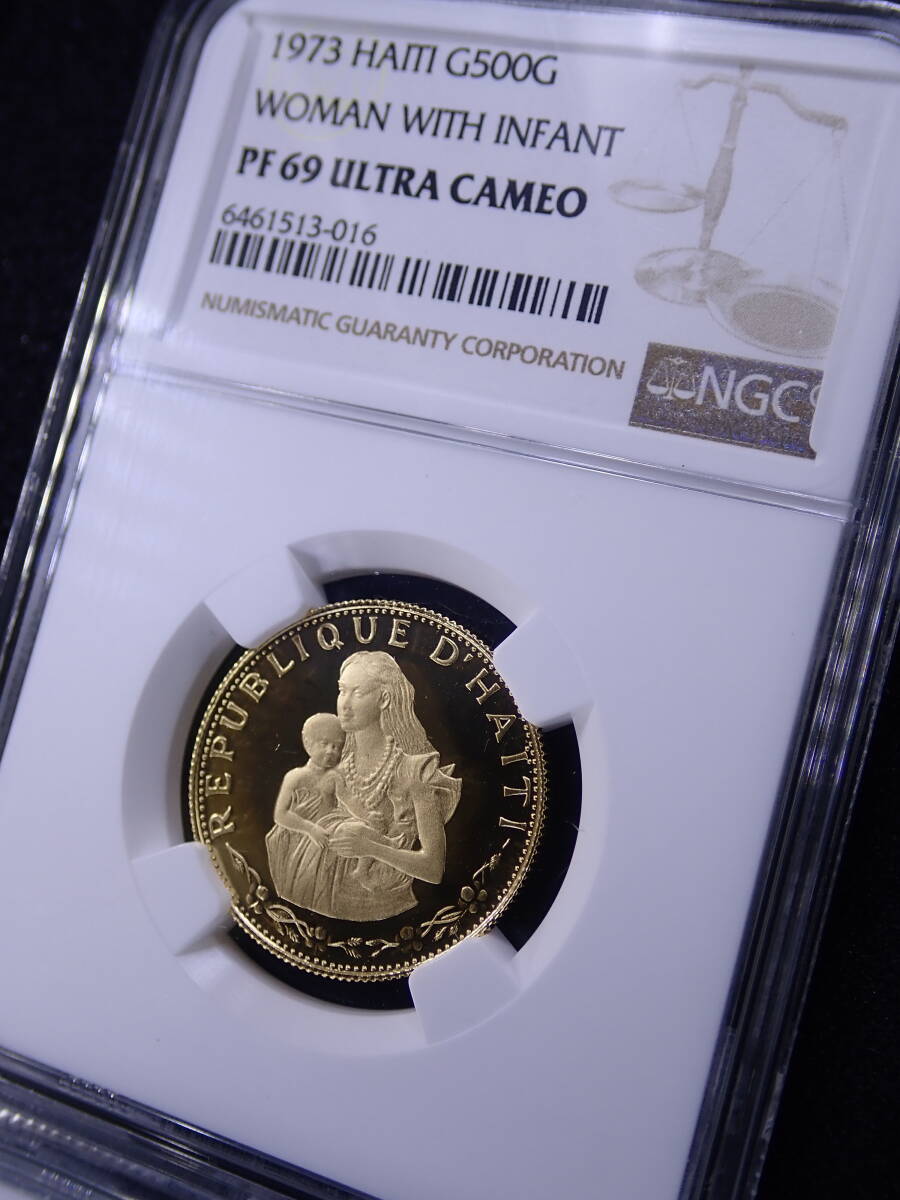 1973 HAITI G500G
WOMAN WITH INFANT
PF 69 ULTRA CAMEO
6461513-016
NUMISMATIC GUARANTY CORPORATION
NGC
REPUBLIQUE D'HAITI